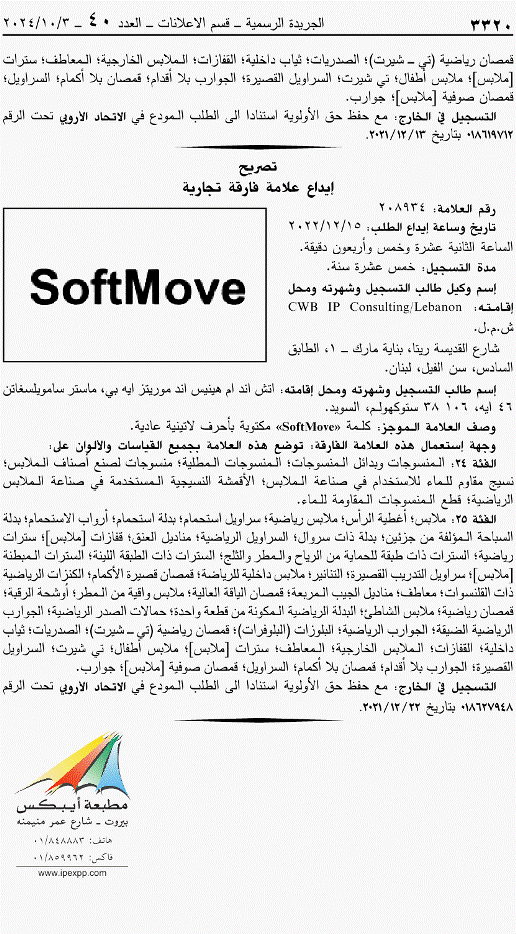 ٣٣٢٠ الجريدة الرسمية ــ قسم الاعلانات ــ العدد ٤٠ ــ ٢٠٢٤/١٠/٣
قمصان رياضية (تي ــ شيرت)؛ الصدريات؛ ثياب داخلية؛ القفازات؛ الملابس الخارجية؛ المعاطف؛ سترات
[ملابس]؛ ملابس أطفال؛ تي شيرت؛ السراويل القصيرة؛ الجوارب بلا أقدام؛ قمصان بلا أكمام؛ السراويل؛
قمصان صوفية [ملابس]؛ جوارب.
التسجيل في الخارج: مع حفظ حق الأولوية استنادا الى الطلب المودع في الاتحاد الأروبي تحت الرقم
٠١٨٦١٩٧١٢ بتاريخ ٢٠٢١/١٢/١٣.
تصريح
إيداع علامة فارقة تجارية
رقم العلامة: ٢٠٨٩٣٤
تاريخ وساعة إيداع الطلب: ٢٠٢٢/١٢/١٥
الساعة الثانية عشرة وخمس وأربعون دقيقة.
مدة التسجيل: خمس عشرة سنة.
إسم وكيل طالب التسجيل وشهرته ومحل
إقامته: CWB IP Consulting/Lebanon
ش.م.ل.
شارع القديسة ريتا، بناية مارك ــ ١، الطابق
السادس، سن الفيل، لبنان.
SoftMove
إسم طالب التسجيل وشهرته ومحل إقامته: اتش اند ام هينيس اند موريتز ايه بي، ماستر سامويلسغاتن
٤٦ ايه، ١٠٦ ٣٨ ستوكهولم، السويد.
وصف العلامة الموجز: كلمة «SoftMove» مكتوبة بأحرف لاتينية عادية.
وجهة إستعمال هذه العلامة الفارقة: توضع هذه العلامة بجميع القياسات والألوان على:
الفئة ٢٤: المنسوجات وبدائل المنسوجات؛ المنسوجات المطلية؛ منسوجات لصنع أصناف الملابس؛
نسيج مقاوم للماء للاستخدام في صناعة الملابس؛ الأقمشة النسيجية المستخدمة في صناعة الملابس
الرياضية؛ قطع المنسوجات المقاومة للماء.
الفئة ٢٥: ملابس؛ أغطية الرأس؛ ملابس رياضية؛ سراويل استحمام؛ بدلة استحمام؛ أرواب الاستحمام؛ بدلة
السباحة المؤلفة من جزئين؛ بدلة ذات سروال؛ السراويل الرياضية؛ مناديل العنق؛ قفازات [ملابس]؛ سترات
رياضية؛ السترات ذات طبقة للحماية من الرياح والمطر والثلج؛ السترات ذات الطبقة اللينة؛ السترات المبطنة
[ملابس]؛ سراويل التدريب القصيرة؛ التنانير؛ ملابس داخلية للرياضة؛ قمصان قصيرة الأكمام؛ الكنزات الرياضية
ذات القلنسوات؛ معاطف؛ مناديل الجيب المربعة؛ قمصان الياقة العالية؛ ملابس واقية من المطر؛ أوشحة الرقبة؛
قمصان رياضية؛ ملابس الشاطئ؛ البدلة الرياضية المكونة من قطعة واحدة؛ حمالات الصدر الرياضية؛ الجوارب
الرياضية الضيقة؛ الجوارب الرياضية؛ البلوزات (البلوفرات)؛ قمصان رياضية (تي ــ شيرت)؛ الصدريات؛ ثياب
داخلية؛ القفازات؛ الملابس الخارجية؛ المعاطف؛ سترات [ملابس]؛ ملابس أطفال؛ تي شيرت؛ السراويل
القصيرة؛ الجوارب بلا أقدام؛ قمصان بلا أكمام؛ السراويل؛ قمصان صوفية [ملابس]؛ جوارب.
التسجيل في الخارج: مع حفظ حق الأولوية استنادا الى الطلب المودع في الاتحاد الأروبي تحت الرقم
٠١٨٦٢٧٩٤٨ بتاريخ ٢٠٢١/١٢/٢٢.
مطبعة أيبكس
بيروت ــ شارع عمر منيمنه
هاتف: ٠١/٨٤٨٨٨٣
فاكس: ٠١/٨٥٩٩٦٢
www.ipexpp.com